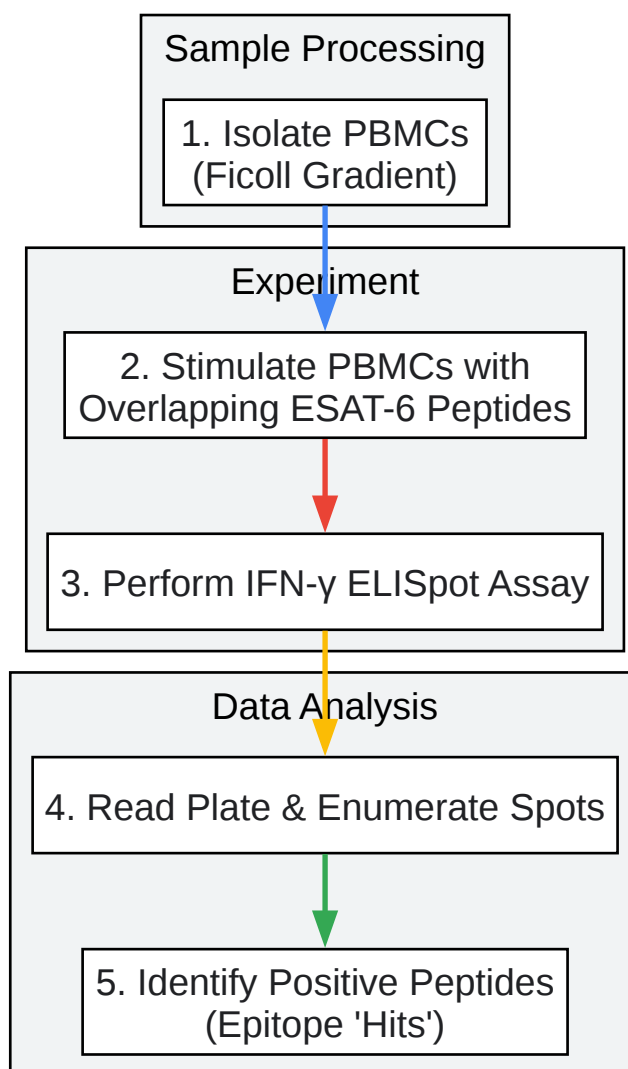 Sample Processing
1. Isolate PBMCs
(Ficoll Gradient)
Experiment
2. Stimulate PBMCs with
Overlapping ESAT-6 Peptides
3. Perform IFN-γ ELISpot Assay
Data Analysis
4. Read Plate & Enumerate Spots
5. Identify Positive Peptides
(Epitope 'Hits')